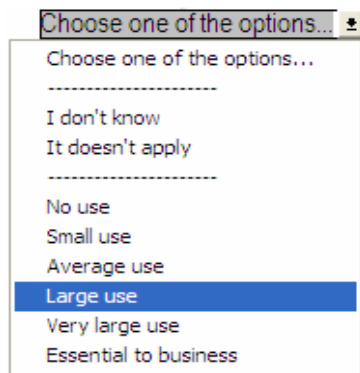 Choose one of the options...
Choose one of the options...
----------------------
I don't know
It doesn't apply
----------------------
No use
Small use
Average use
Large use
Very large use
Essential to business